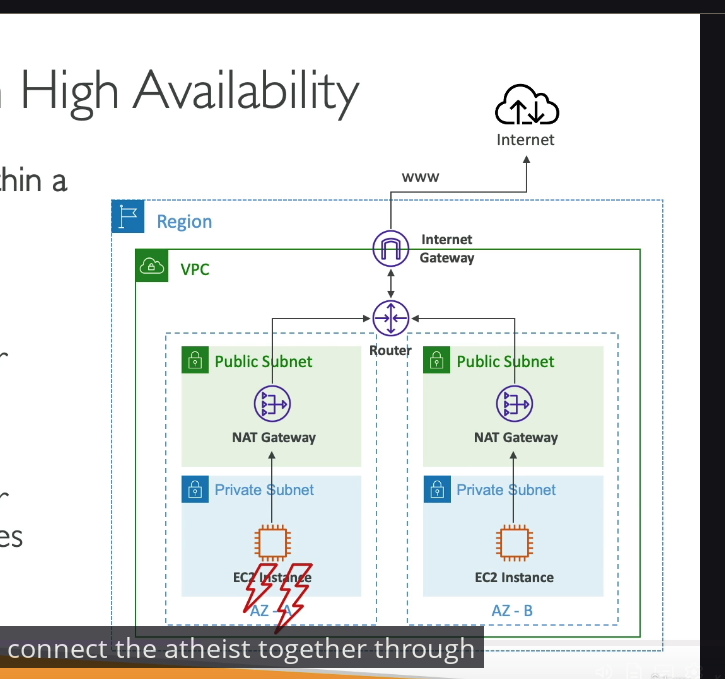 High Availability
Internet
thin a
www
Region
Internet
Gateway
VPC
r
Router
Public Subnet
Public Subnet
NAT Gateway
NAT Gateway
r
Private Subnet
Private Subnet
es
EC2 Instance
EC2 Instance
AZ - A
AZ - B
connect the atheist together through